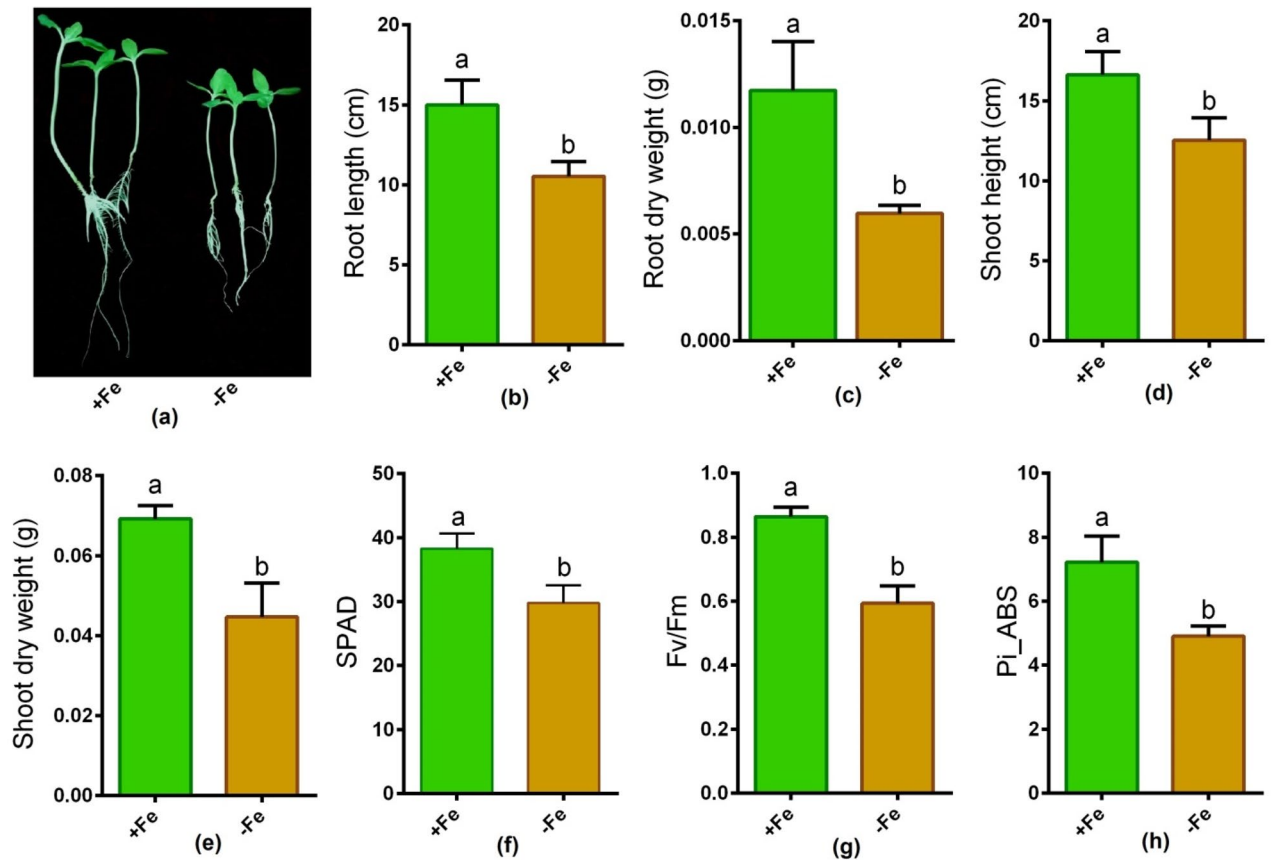 +Fe
-Fe
(a)
Root length (cm)
20
15
10
5
0
a
b
+Fe
-Fe
(b)
Root dry weight (g)
0.015
0.010
0.005
0.000
a
b
+Fe
-Fe
(c)
Shoot height (cm)
20
15
10
5
0
a
b
+Fe
-Fe
(d)
Shoot dry weight (g)
0.08
0.06
0.04
0.02
0.00
a
b
+Fe
-Fe
(e)
SPAD
50
40
30
20
10
0
a
b
+Fe
-Fe
(f)
Fv/Fm
1.0
0.8
0.6
0.4
0.2
0.0
a
b
+Fe
-Fe
(g)
Pi_ABS
10
8
6
4
2
0
a
b
+Fe
-Fe
(h)